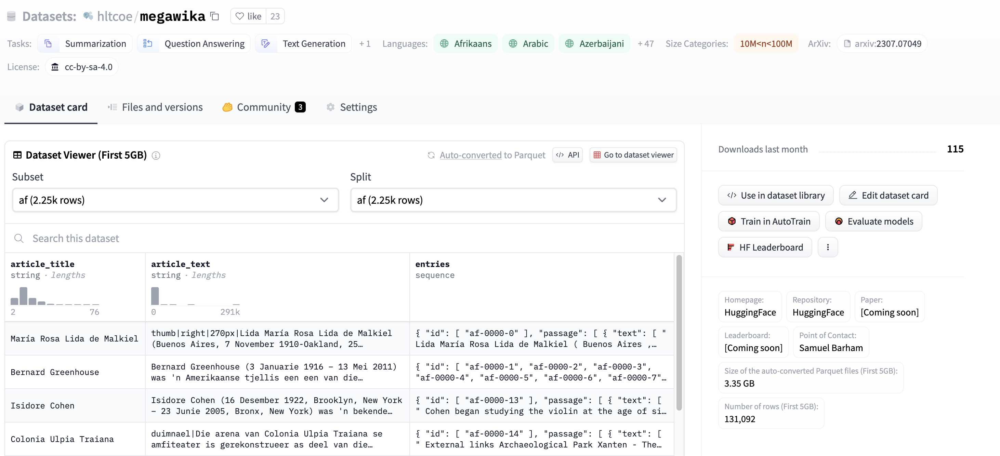 Datasets: hltcoe/megawika like 23
Tasks: Summarization Question Answering Text Generation + 1 Languages: Afrikaans Arabic Azerbaijani + 47 Size Categories: 10M<n<100M ArXiv: arxiv:2307.07049
License: cc-by-sa-4.0
Dataset card Files and versions Community 3 Settings
Dataset Viewer (First 5GB) Auto-converted to Parquet API Go to dataset viewer
Subset Split
af (2.25k rows) af (2.25k rows)
Search this dataset
article_title article_text entries
string · lengths string · lengths sequence
2 76 0 291k
María Rosa Lida de Malkiel
thumb|right|270px|Lida María Rosa Lida de Malkiel
(Buenos Aires, 7 November 1910-Oakland, 25…
{ "id": [ "af-0000-0" ], "passage": [ { "text": [ "
Lida María Rosa Lida de Malkiel ( Buenos Aires ,…
Bernard Greenhouse
Bernard Greenhouse (3 Januarie 1916 – 13 Mei 2011)
was 'n Amerikaanse tjellis een een van die…
{ "id": [ "af-0000-1", "af-0000-2", "af-0000-3",
"af-0000-4", "af-0000-5", "af-0000-6", "af-0000-7"…
Isidore Cohen
Isidore Cohen (16 Desember 1922, Brooklyn, New York
– 23 Junie 2005, Bronx, New York) was 'n bekende…
{ "id": [ "af-0000-13" ], "passage": [ { "text": [
" Cohen began studying the violin at the age of si…
Colonia Ulpia Traiana
duimnael|Die arena van Colonia Ulpia Traiana se
amfiteater is gerekonstrueer as deel van die…
{ "id": [ "af-0000-14" ], "passage": [ { "text": [
" External links Archaeological Park Xanten - The…
Downloads last month 115
Use in dataset library Edit dataset card
Train in AutoTrain Evaluate models
HF Leaderboard
Homepage: Repository: Paper:
HuggingFace HuggingFace [Coming soon]
Leaderboard: Point of Contact:
[Coming soon] Samuel Barham
Size of the auto-converted Parquet files (First 5GB):
3.35 GB
Number of rows (First 5GB):
131,092